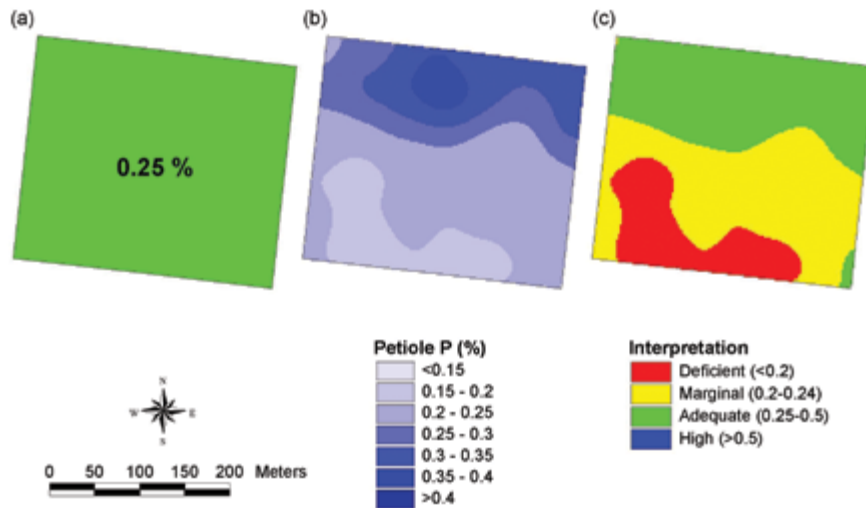 (a)
(b)
(c)
0.25 %
Petiole P (%)
<0.15
0.15 - 0.2
0.2 - 0.25
0.25 - 0.3
0.3 - 0.35
0.35 - 0.4
>0.4
Interpretation
Deficient (<0.2)
Marginal (0.2-0.24)
Adequate (0.25-0.5)
High (>0.5)
N
W E
S
0 50 100 150 200 Meters